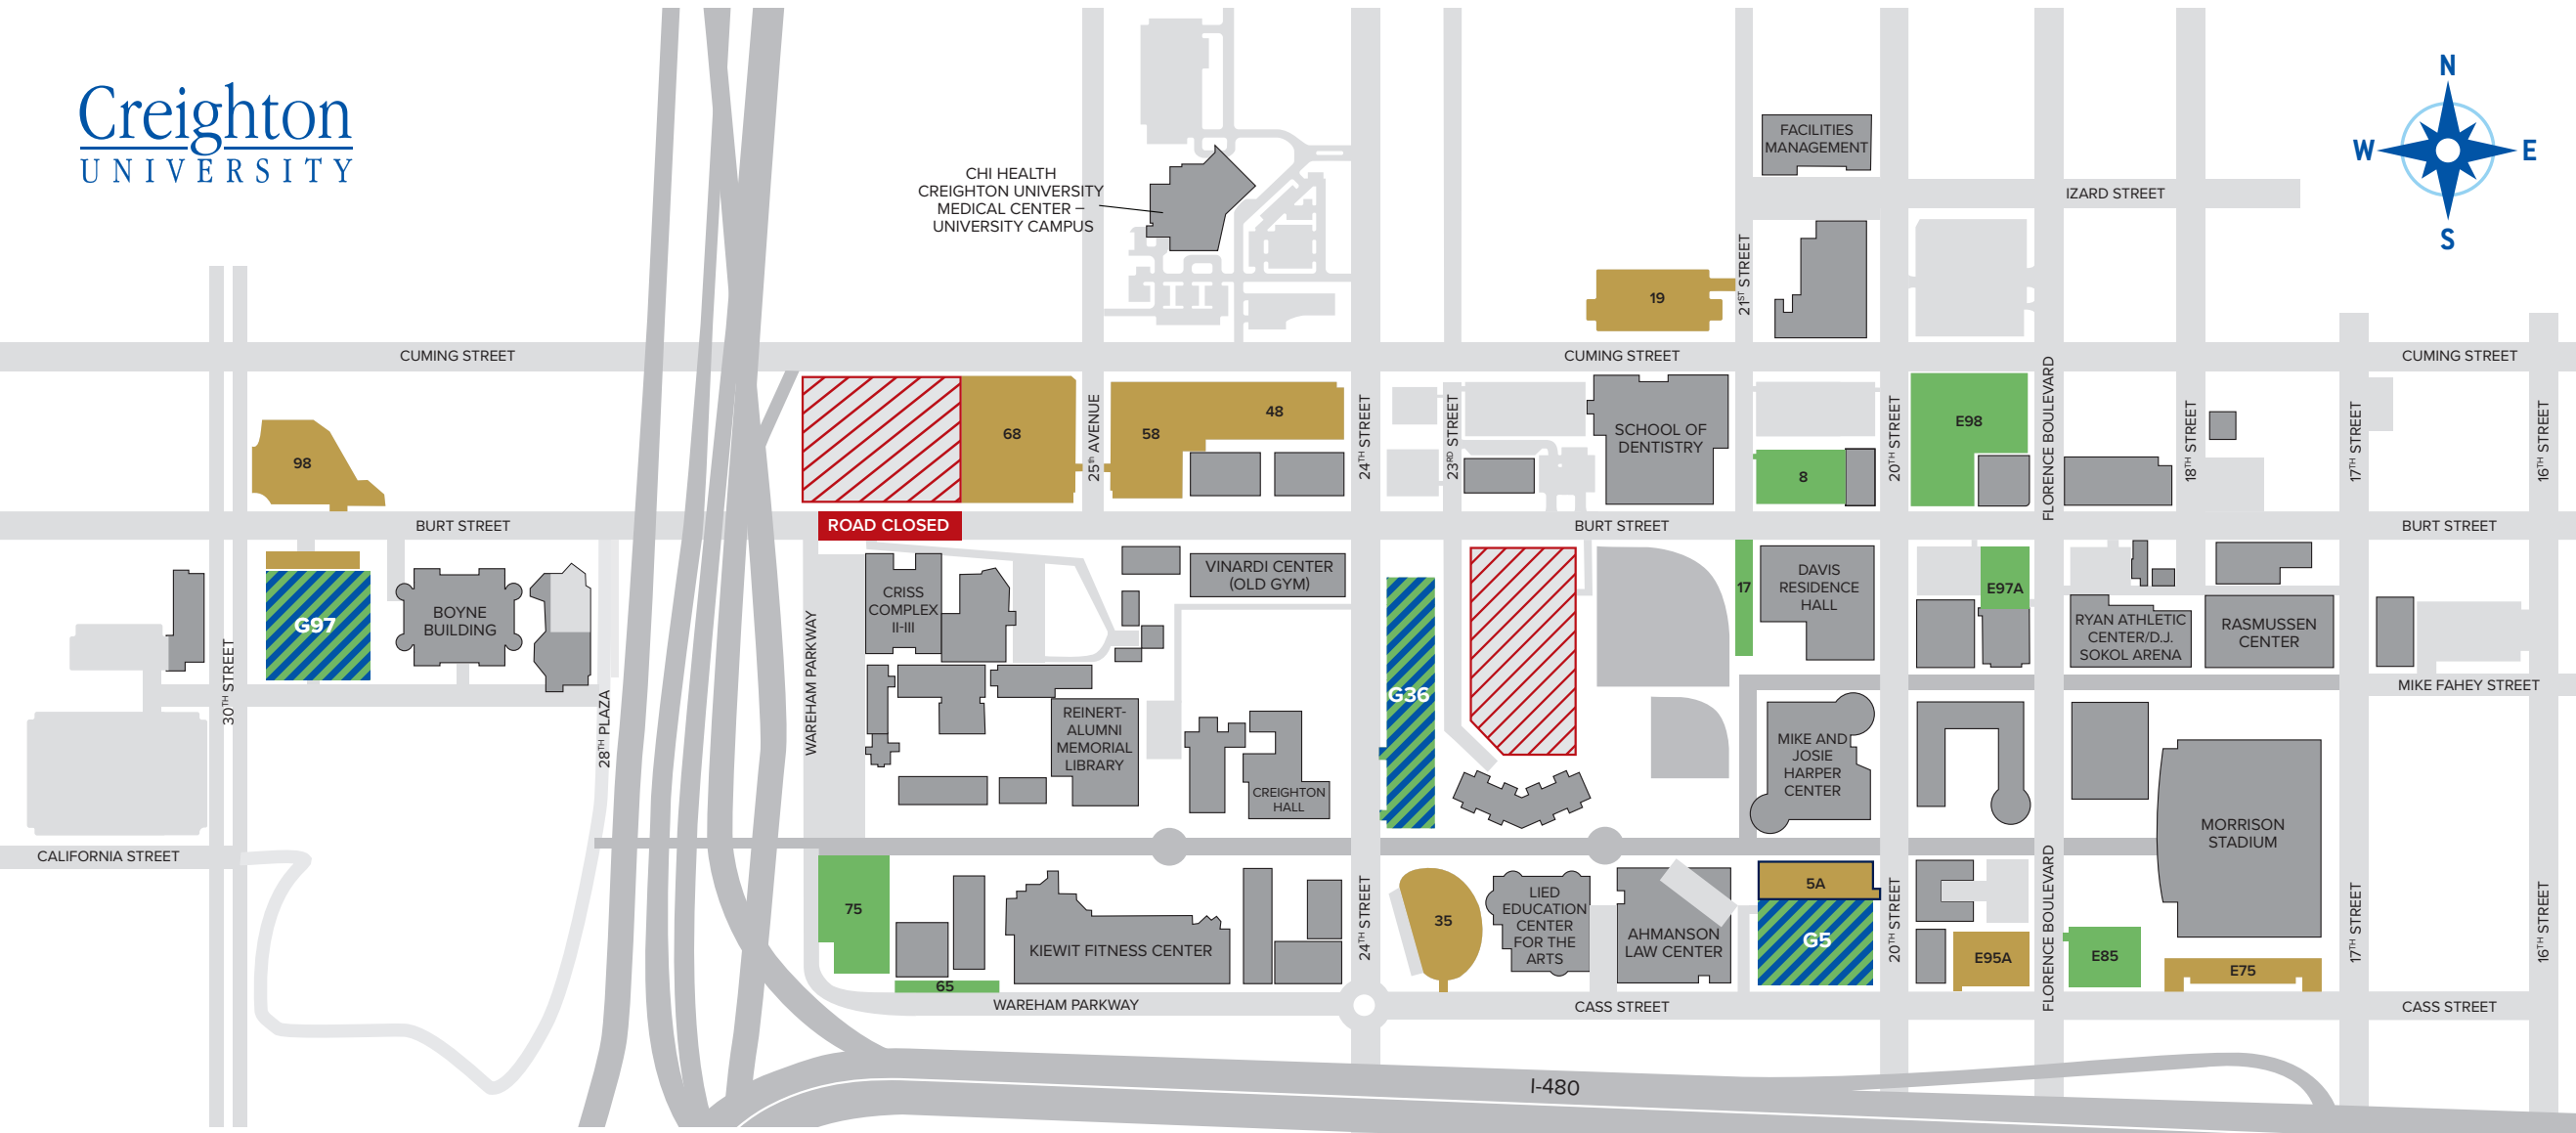 Creighton
UNIVERSITY
N
W
E
S
FACILITIES
MANAGEMENT
CHI HEALTH
CREIGHTON UNIVERSITY
MEDICAL CENTER –
UNIVERSITY CAMPUS
IZARD STREET
21ST STREET
19
CUMING STREET
CUMING STREET
CUMING STREET
98
68
25th AVENUE
58
48
24TH STREET
23RD STREET
SCHOOL OF
DENTISTRY
8
20TH STREET
E98
FLORENCE BOULEVARD
18TH STREET
17TH STREET
16TH STREET
BURT STREET
ROAD CLOSED
BURT STREET
BURT STREET
G97
BOYNE
BUILDING
30TH STREET
28TH PLAZA
WAREHAM PARKWAY
CRISS
COMPLEX
II-III
VINARDI CENTER
(OLD GYM)
REINERT-
ALUMNI
MEMORIAL
LIBRARY
CREIGHTON
HALL
G36
17
DAVIS
RESIDENCE
HALL
E97A
RYAN ATHLETIC
CENTER/D.J.
SOKOL ARENA
RASMUSSEN
CENTER
MIKE FAHEY STREET
MIKE AND
JOSIE
HARPER
CENTER
MORRISON
STADIUM
CALIFORNIA STREET
75
65
KIEWIT FITNESS CENTER
24TH STREET
35
LIED
EDUCATION
CENTER
FOR THE
ARTS
AHMANSON
LAW CENTER
5A
G5
20TH STREET
E95A
FLORENCE BOULEVARD
E85
E75
17TH STREET
16TH STREET
WAREHAM PARKWAY
CASS STREET
CASS STREET
I-480